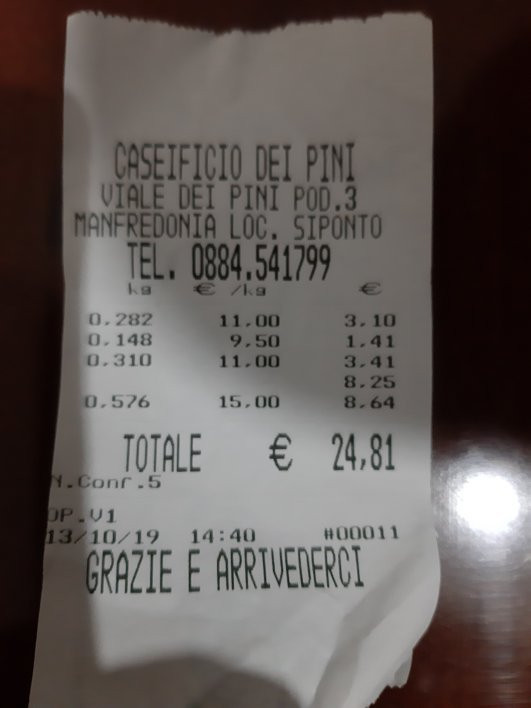 CASEIFICIO DEI PINI
VIALE DEI PINI POD.3
MANFREDONIA LOC. SIPONTO
TEL. 0884.541799
kg € /kg €
0.282 11.00 3.10
0.148 9.50 1.41
0.310 11.00 3.41
8.25
0.576 15.00 8.64
TOTALE € 24,81
N.Conf.5
OP.V1
13/10/19 14:40 #00011
GRAZIE E ARRIVEDERCI